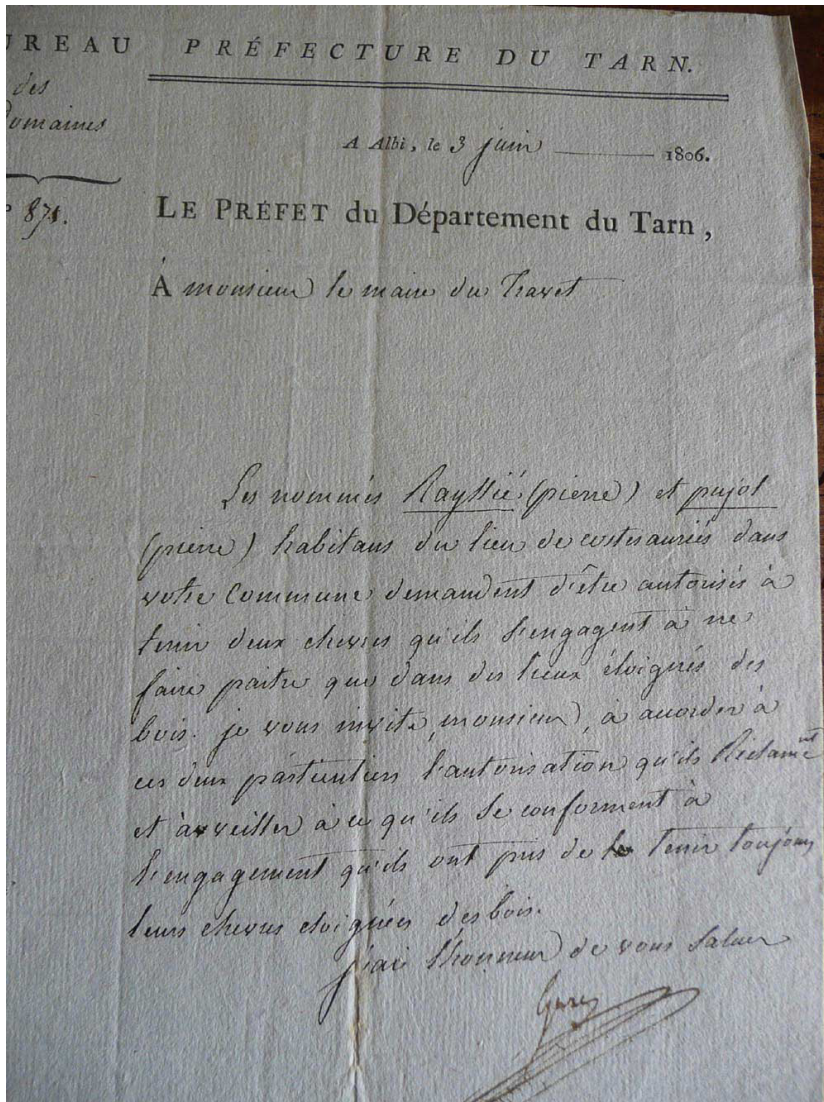 UREAU
des
Domaines
871.
PRÉFECTURE DU TARN.
A Albi, le 3 juin 1806.
LE PRÉFET du Département du Tarn,
À monsieur le maire du Travet
Les nommés Rayssié (pierre) et pujol
(pierre) habitans du lieu de costesauriés dans
votre Commune demandent d'être autorisés à
tenir deux chevres qu'ils s'engagent à ne
faire paitre que dans des lieux éloignés des
bois. je vous invite, monsieur, à accorder à
ces deux particuliers l'autorisation qu'ils Réclament
et à veiller à ce qu'ils se conforment à
l'engagement qu'ils ont pris de tenir toujours
leurs chevres eloignées des bois.
j'ai l'honneur de vous saluer